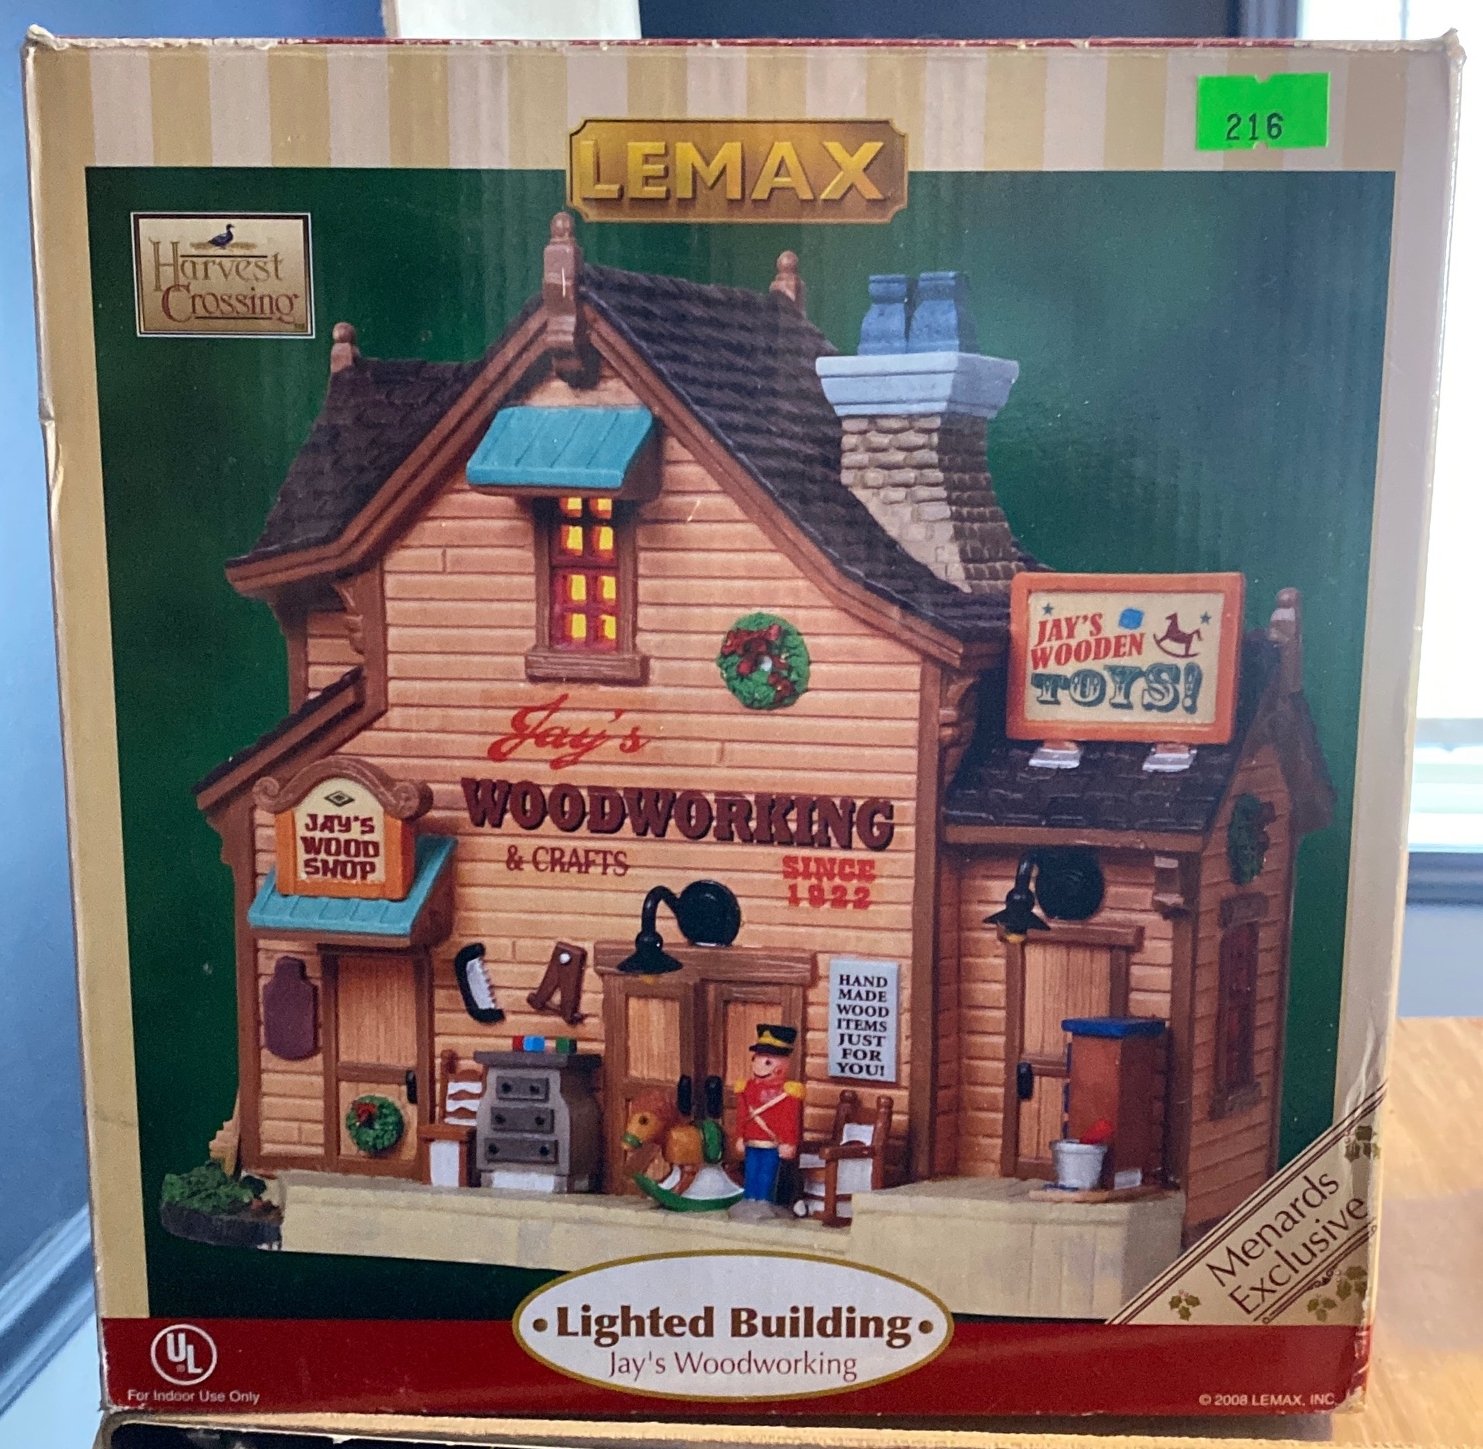 216
LEMAX
Harvest
Crossing
TM
JAY'S
WOODEN
TOYS!
Jay's
WOODWORKING
& CRAFTS
SINCE
1922
JAY'S
WOOD
SHOP
HAND
MADE
WOOD
ITEMS
JUST
FOR
YOU!
Menards
Exclusive
• Lighted Building •
Jay's Woodworking
UL
For Indoor Use Only
© 2008 LEMAX, INC.